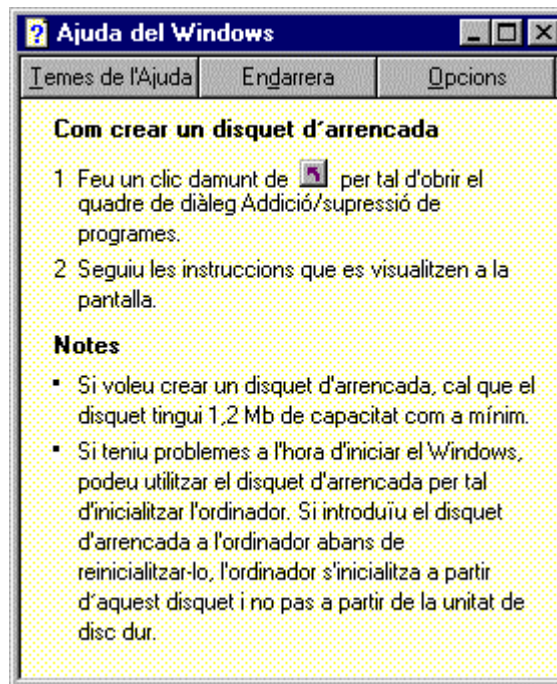 Ajuda del Windows
Temes de l'Ajuda Endarrera Opcions
Com crear un disquet d´arrencada
1 Feu un clic damunt de per tal d'obrir el
quadre de diàleg Addició/supressió de
programes.
2 Seguiu les instruccions que es visualitzen a la
pantalla.
Notes
▪ Si voleu crear un disquet d'arrencada, cal que el
disquet tingui 1,2 Mb de capacitat com a mínim.
▪ Si teniu problemes a l'hora d'iniciar el Windows,
podeu utilitzar el disquet d'arrencada per tal
d'inicialitzar l'ordinador. Si introduïu el disquet
d'arrencada a l'ordinador abans de
reinicialitzar-lo, l'ordinador s'inicialitza a partir
d´aquest disquet i no pas a partir de la unitat de
disc dur.